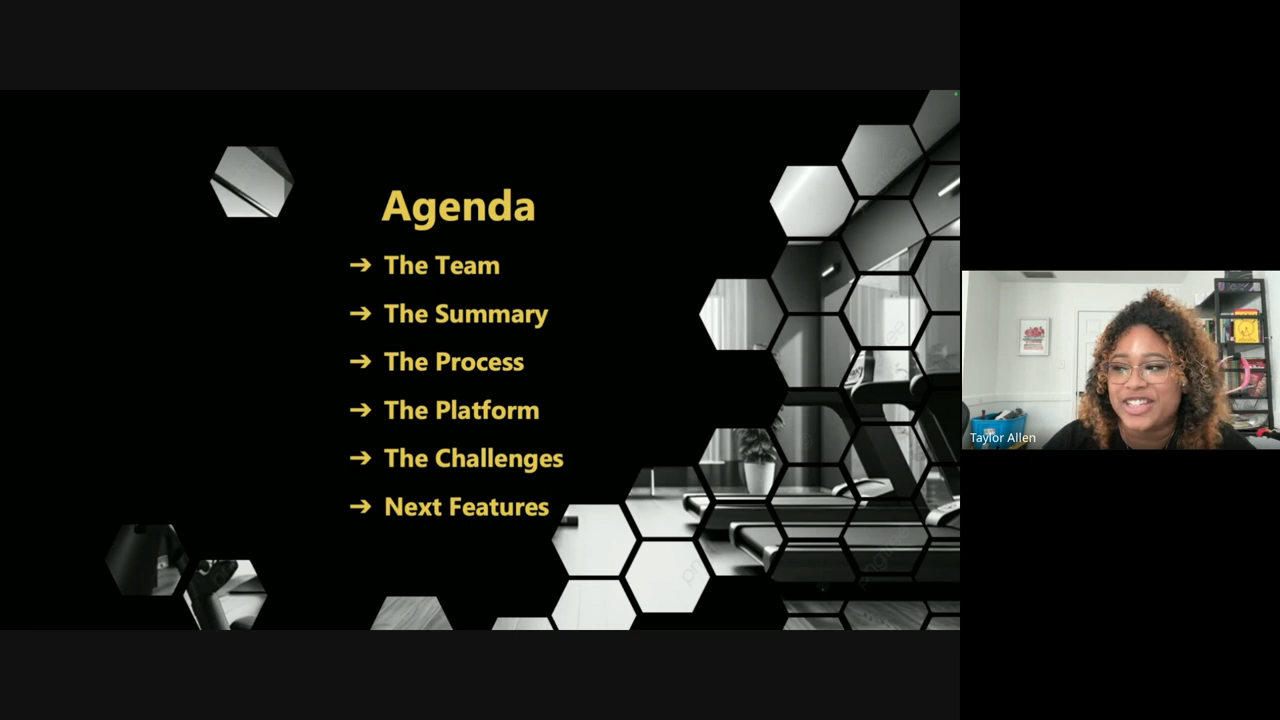 Agenda
➔ The Team
➔ The Summary
➔ The Process
➔ The Platform
➔ The Challenges
➔ Next Features
Taylor Allen